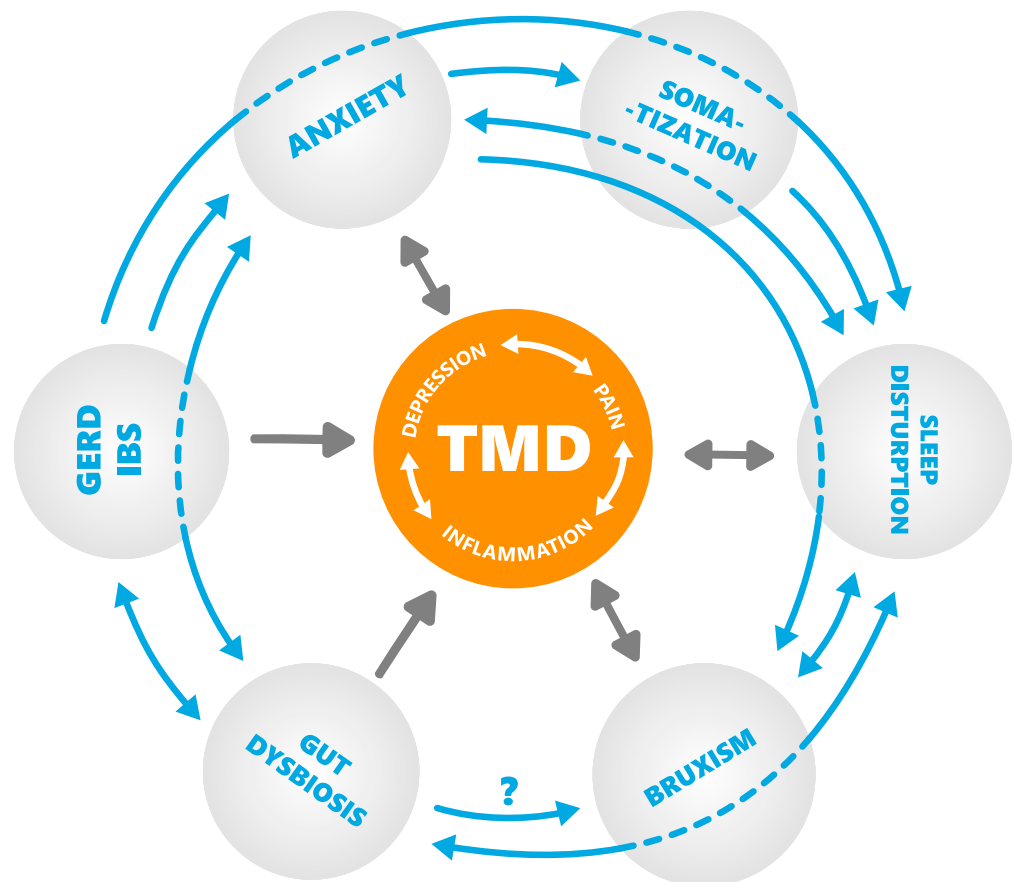 ANXIETY
SOMA-
-TIZATION
GERD
IBS
DEPRESSION
PAIN
TMD
INFLAMMATION
SLEEP
DISTURPTION
GUT
DYSBIOSIS
?
BRUXISM